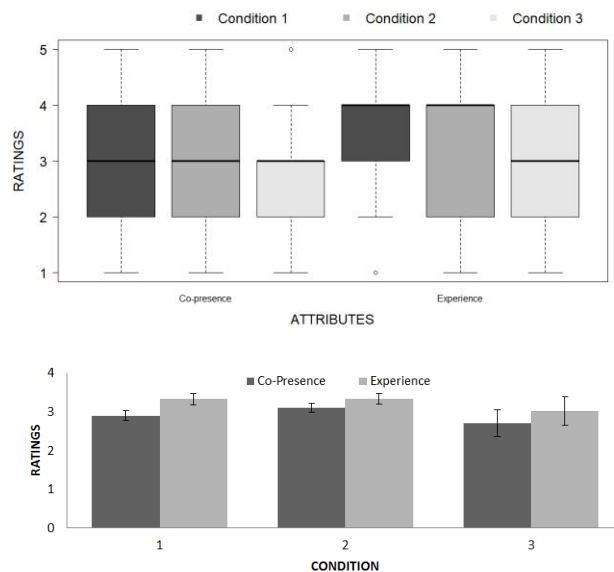 Condition 1 Condition 2 Condition 3
5
4
3
2
1
RATINGS
Co-presence Experience
ATTRIBUTES
4
3
2
1
0
RATINGS
Co-Presence Experience
1 2 3
CONDITION